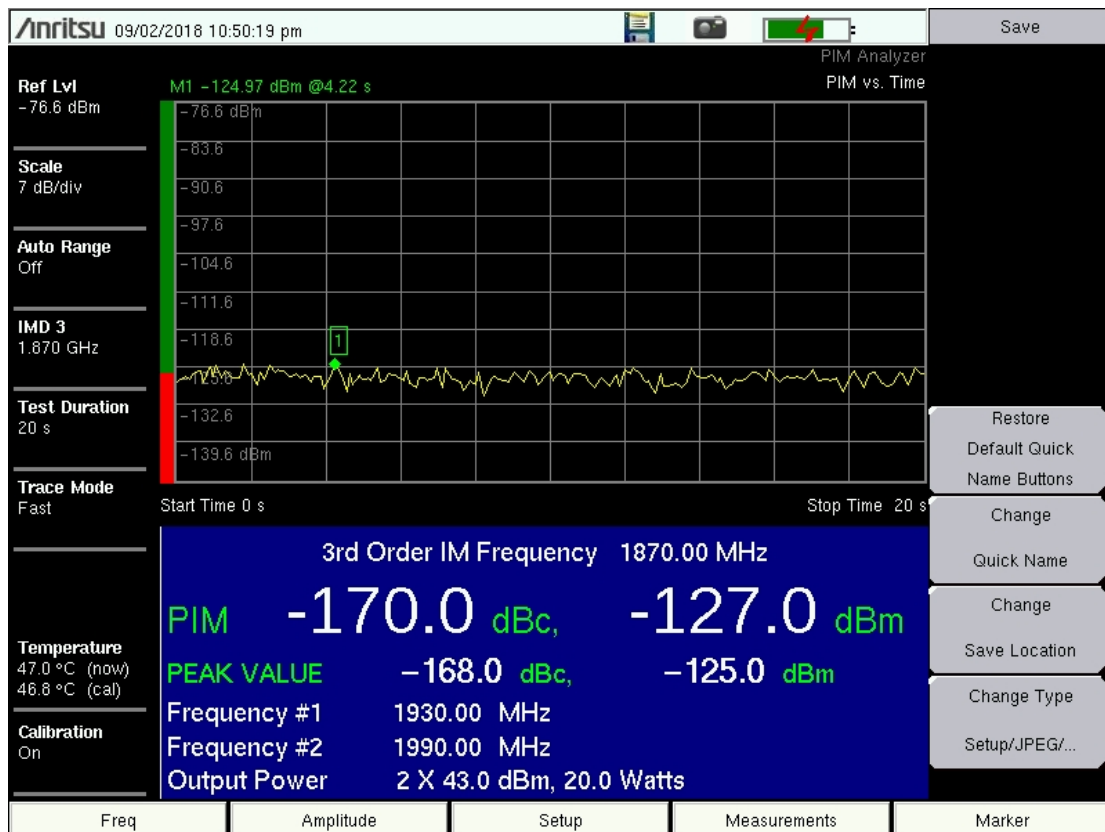 Anritsu 09/02/2018 10:50:19 pm
Save
PIM Analyzer
PIM vs. Time
Ref Lvl
-76.6 dBm
Scale
7 dB/div
Auto Range
Off
IMD 3
1.870 GHz
Test Duration
20 s
Trace Mode
Fast
Temperature
47.0 °C (now)
46.8 °C (cal)
Calibration
On
M1 -124.97 dBm @4.22 s
-76.6 dBm
-83.6
-90.6
-97.6
-104.6
-111.6
-118.6
1
-125.6
-132.6
-139.6 dBm
Start Time 0 s
Stop Time 20 s
3rd Order IM Frequency 1870.00 MHz
PIM -170.0 dBc, -127.0 dBm
PEAK VALUE -168.0 dBc, -125.0 dBm
Frequency #1 1930.00 MHz
Frequency #2 1990.00 MHz
Output Power 2 X 43.0 dBm, 20.0 Watts
Restore
Default Quick
Name Buttons
Change
Quick Name
Change
Save Location
Change Type
Setup/JPEG/...
Freq
Amplitude
Setup
Measurements
Marker